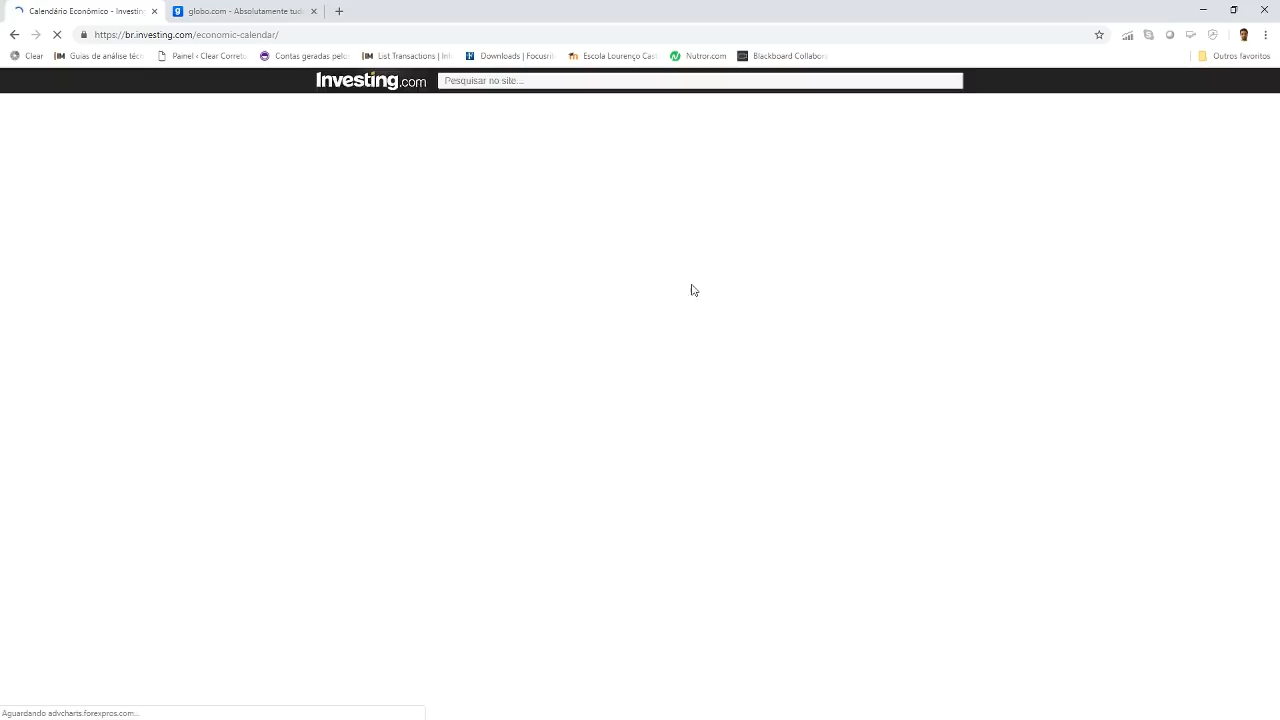 Calendário Econômico - Investing
globo.com - Absolutamente tud
https://br.investing.com/economic-calendar/
Clear
Guias de análise técn
Painel ‹ Clear Correto
Contas geradas pelo
List Transactions | Inf
Downloads | Focusri
Escola Lourenço Cast
Nutror.com
Blackboard Collabora
Outros favoritos
Investing.com
Pesquisar no site...
Aguardando advcharts.forexpros.com...